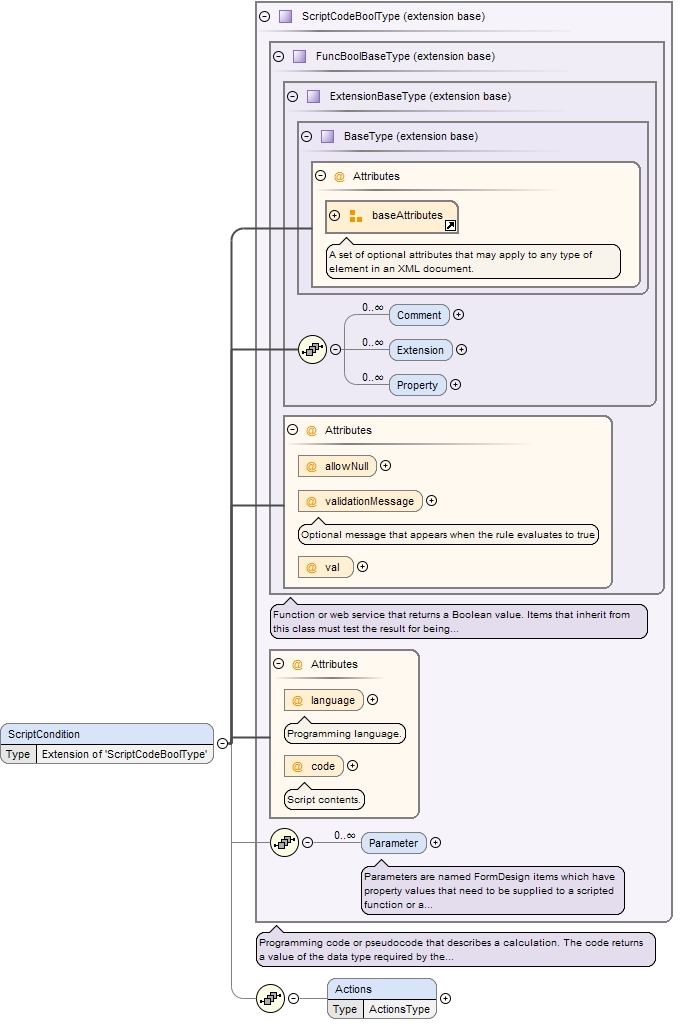 ScriptCodeBoolType (extension base)
FuncBoolBaseType (extension base)
ExtensionBaseType (extension base)
BaseType (extension base)
@ Attributes
baseAttributes
A set of optional attributes that may apply to any type of
element in an XML document.
0..∞
Comment
0..∞
Extension
0..∞
Property
@ Attributes
@ allowNull
@ validationMessage
Optional message that appears when the rule evaluates to true
@ val
Function or web service that returns a Boolean value. Items that inherit from
this class must test the result for being...
@ Attributes
@ language
Programming language.
@ code
Script contents.
ScriptCondition
Type Extension of 'ScriptCodeBoolType'
0..∞
Parameter
Parameters are named FormDesign items which have
property values that need to be supplied to a scripted
function or a...
Programming code or pseudocode that describes a calculation. The code returns
a value of the data type required by the...
Actions
Type ActionsType